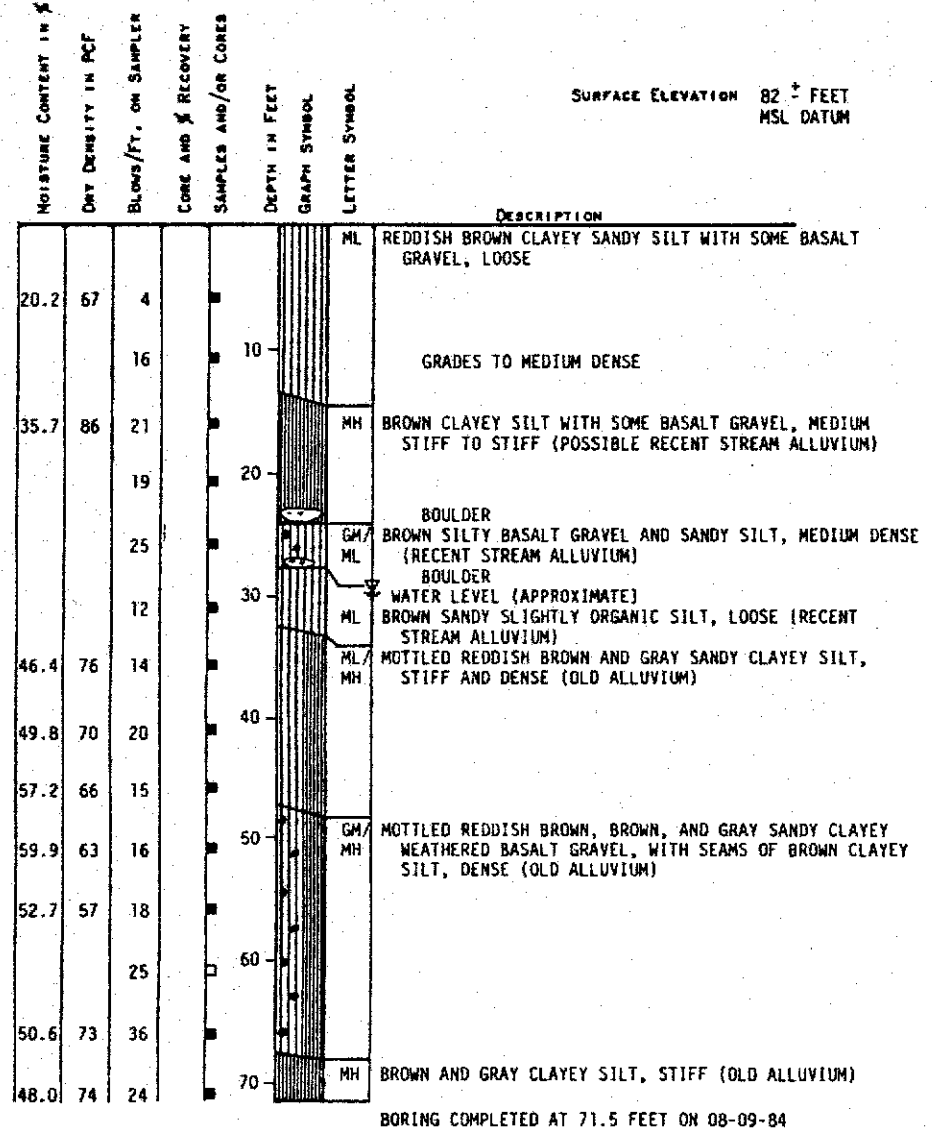 MOISTURE CONTENT IN %
DRY DENSITY IN PCF
BLOWS/FT. ON SAMPLER
CORE AND % RECOVERY
SAMPLES AND/OR CORES
DEPTH IN FEET
GRAPH SYMBOL
LETTER SYMBOL
SURFACE ELEVATION 82 ± FEET
MSL DATUM
DESCRIPTION
ML REDDISH BROWN CLAYEY SANDY SILT WITH SOME BASALT
GRAVEL, LOOSE
20.2 67 4
16 10 GRADES TO MEDIUM DENSE
35.7 86 21 MH BROWN CLAYEY SILT WITH SOME BASALT GRAVEL, MEDIUM
STIFF TO STIFF (POSSIBLE RECENT STREAM ALLUVIUM)
20
19
BOULDER
GM/ BROWN SILTY BASALT GRAVEL AND SANDY SILT, MEDIUM DENSE
25 ML (RECENT STREAM ALLUVIUM)
BOULDER
30 WATER LEVEL (APPROXIMATE)
12 ML BROWN SANDY SLIGHTLY ORGANIC SILT, LOOSE (RECENT
STREAM ALLUVIUM)
46.4 76 14 ML/ MOTTLED REDDISH BROWN AND GRAY SANDY CLAYEY SILT,
MH STIFF AND DENSE (OLD ALLUVIUM)
40
49.8 70 20
57.2 66 15
50 GM/ MOTTLED REDDISH BROWN, BROWN, AND GRAY SANDY CLAYEY
59.9 63 16 MH WEATHERED BASALT GRAVEL, WITH SEAMS OF BROWN CLAYEY
SILT, DENSE (OLD ALLUVIUM)
52.7 57 18
60
25
50.6 73 36
70 MH BROWN AND GRAY CLAYEY SILT, STIFF (OLD ALLUVIUM)
48.0 74 24
BORING COMPLETED AT 71.5 FEET ON 08-09-84